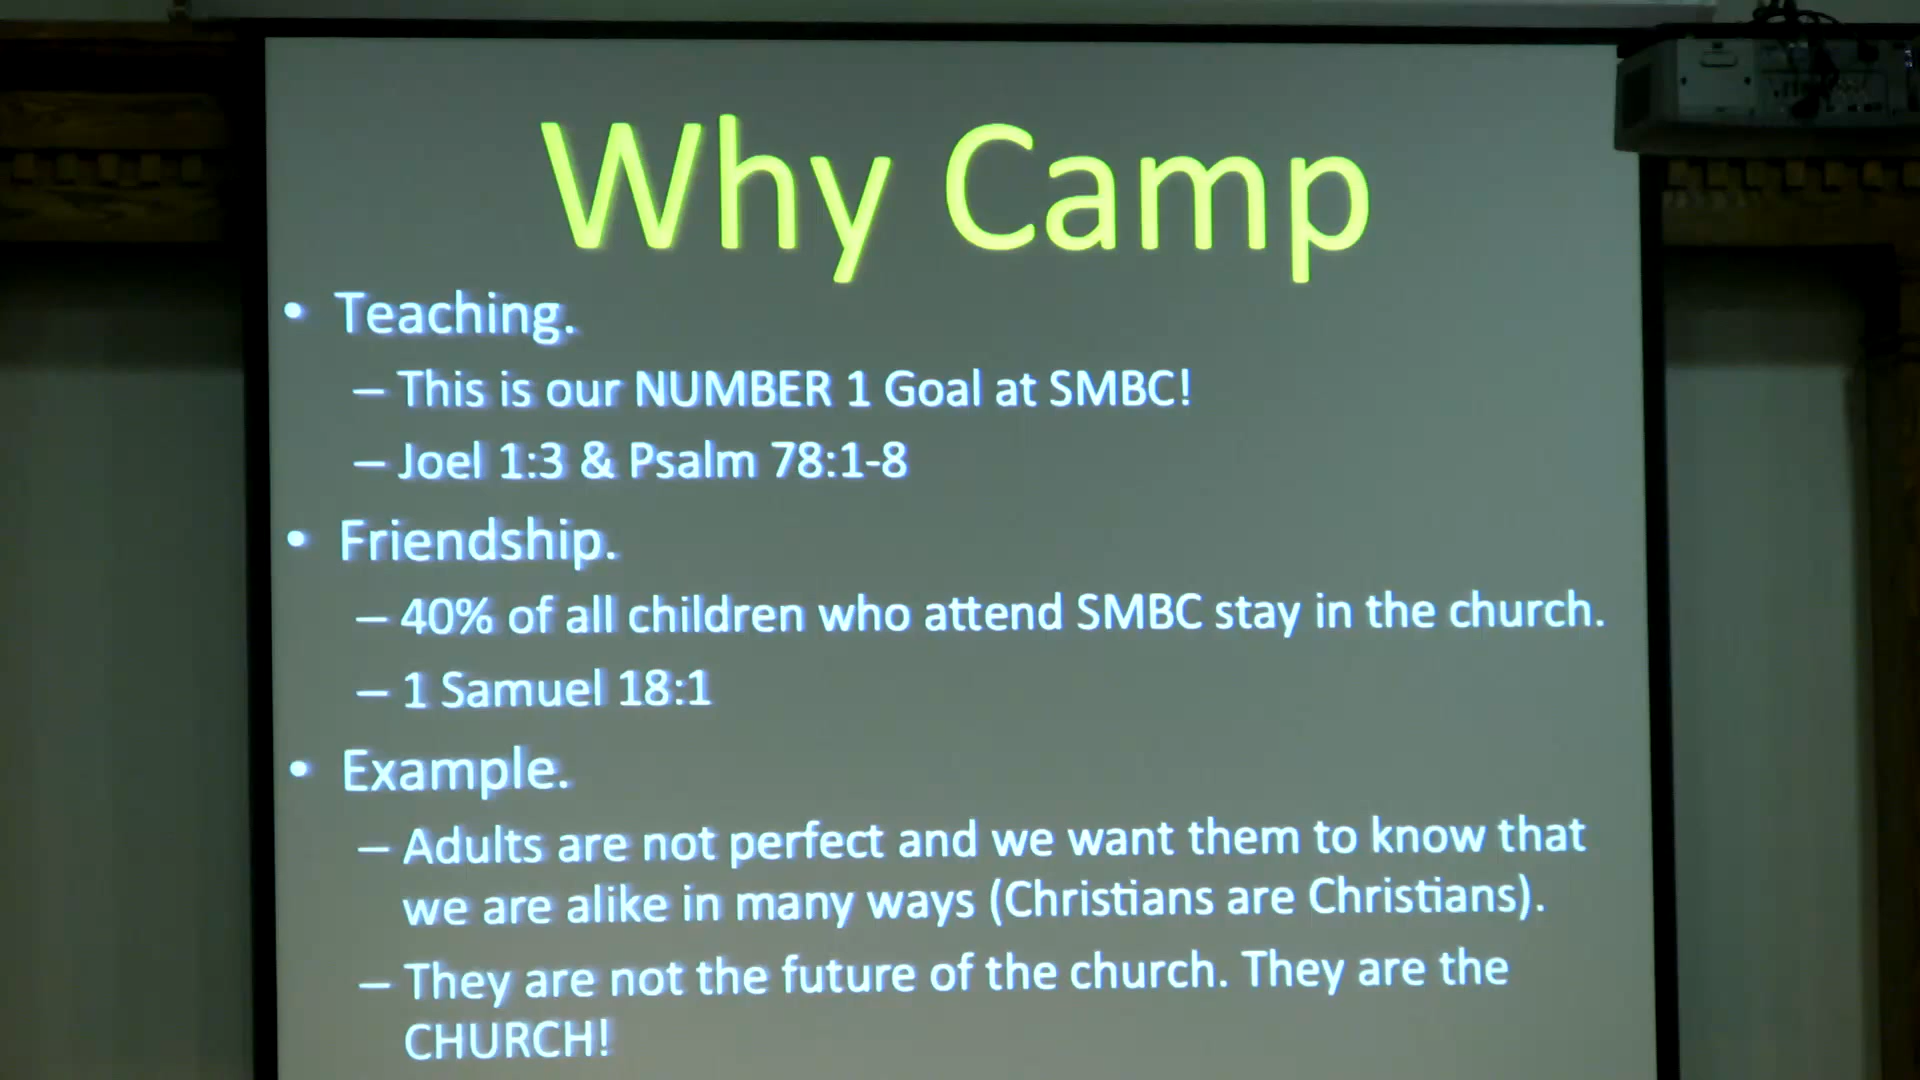 Why Camp
• Teaching.
– This is our NUMBER 1 Goal at SMBC!
– Joel 1:3 & Psalm 78:1-8
• Friendship.
– 40% of all children who attend SMBC stay in the church.
– 1 Samuel 18:1
• Example.
– Adults are not perfect and we want them to know that
we are alike in many ways (Christians are Christians).
– They are not the future of the church. They are the
CHURCH!